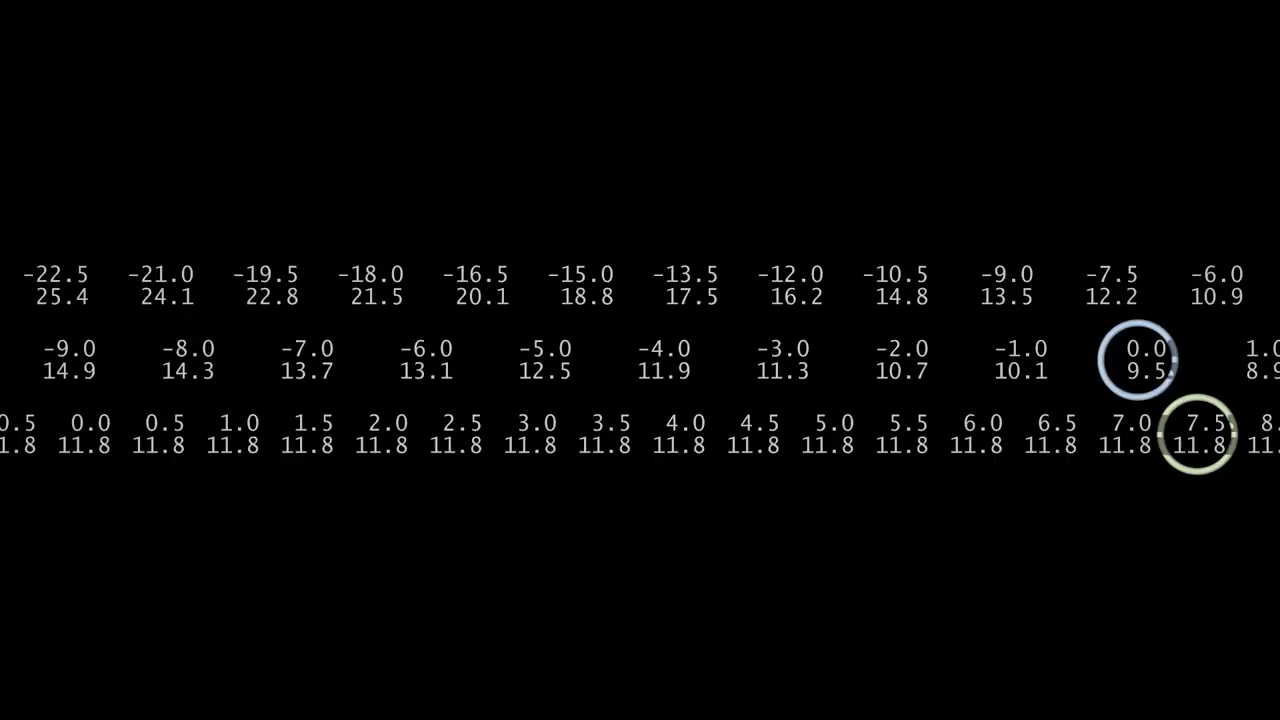 -22.5 -21.0 -19.5 -18.0 -16.5 -15.0 -13.5 -12.0 -10.5 -9.0 -7.5 -6.0
25.4 24.1 22.8 21.5 20.1 18.8 17.5 16.2 14.8 13.5 12.2 10.9
-9.0 -8.0 -7.0 -6.0 -5.0 -4.0 -3.0 -2.0 -1.0 0.0
14.9 14.3 13.7 13.1 12.5 11.9 11.3 10.7 10.1 9.5
0.0 0.5 1.0 1.5 2.0 2.5 3.0 3.5 4.0 4.5 5.0 5.5 6.0 6.5 7.0 7.5
11.8 11.8 11.8 11.8 11.8 11.8 11.8 11.8 11.8 11.8 11.8 11.8 11.8 11.8 11.8 11.8